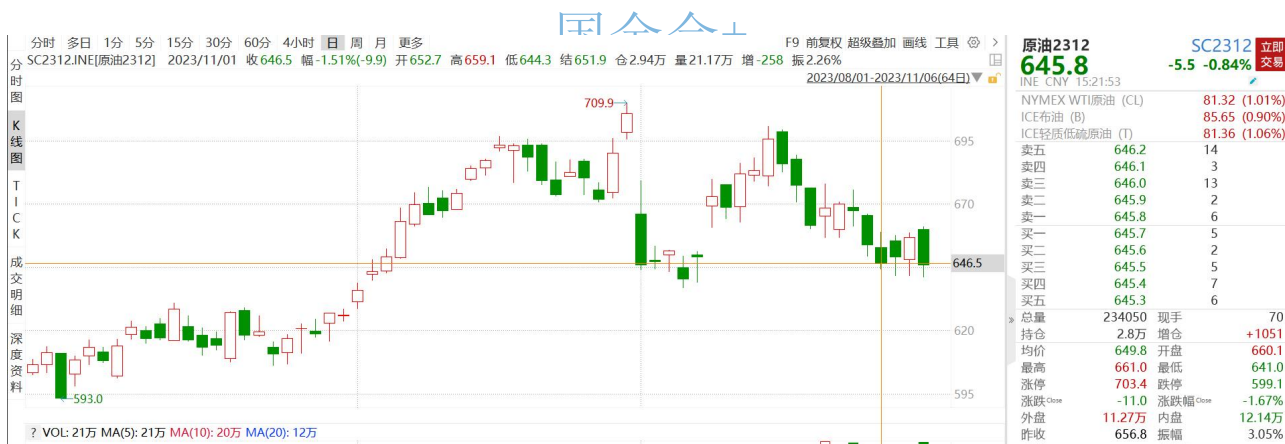 分时 多日 1分 5分 15分 30分 60分 4小时 日 周 月 更多 F9 前复权 超级叠加 画线 工具
SC2312.INE[原油2312] 2023/11/01 收646.5 幅-1.51%(-9.9) 开652.7 高659.1 低644.3 结651.9 仓2.94万 量21.17万 增-258 振2.26%
2023/08/01-2023/11/06(64日)
分时图
K线图
TICK
成交明细
深度资料
709.9
593.0
695
670
646.5
620
595
? VOL: 21万 MA(5): 21万 MA(10): 20万 MA(20): 12万
原油2312 SC2312 立即交易
645.8 -5.5 -0.84%
INE CNY 15:21:53
NYMEX WTI原油 (CL) 81.32 (1.01%)
ICE布油 (B) 85.65 (0.90%)
ICE轻质低硫原油 (T) 81.36 (1.06%)
卖五 646.2 14
卖四 646.1 3
卖三 646.0 13
卖二 645.9 2
卖一 645.8 6
买一 645.7 5
买二 645.6 2
买三 645.5 5
买四 645.4 7
买五 645.3 6
总量 234050 现手 70
持仓 2.8万 增仓 +1051
均价 649.8 开盘 660.1
最高 661.0 最低 641.0
涨停 703.4 跌停 599.1
涨跌Close -11.0 涨跌幅Close -1.67%
外盘 11.27万 内盘 12.14万
昨收 656.8 振幅 3.05%